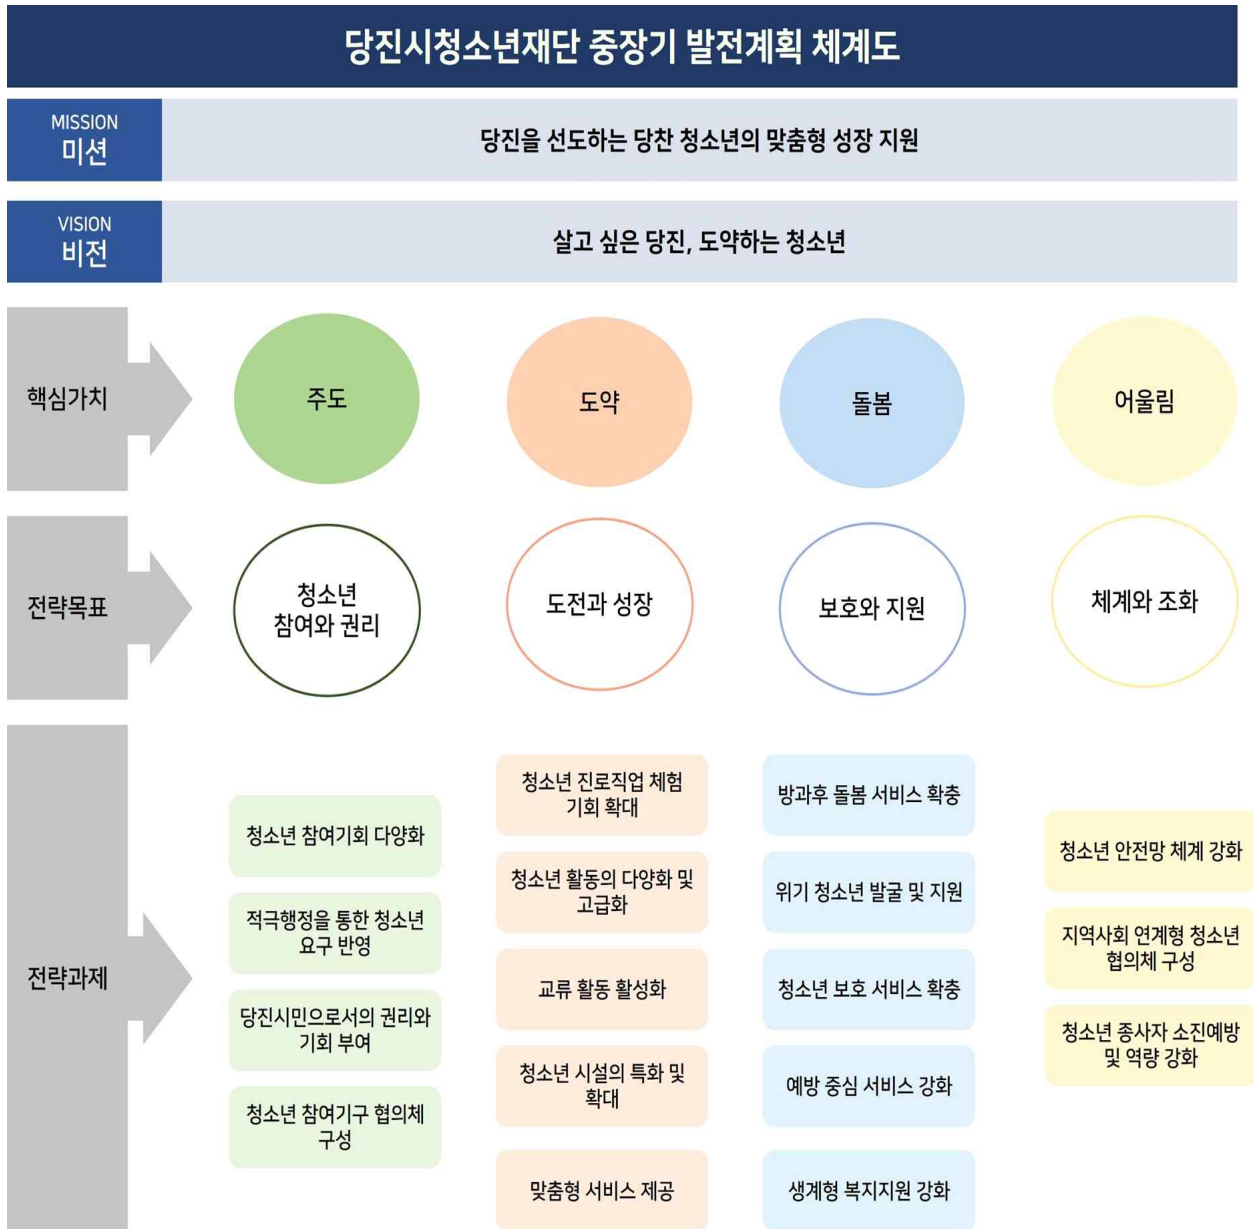 당진시청소년재단 중장기 발전계획 체계도
MISSION
미션
당진을 선도하는 당찬 청소년의 맞춤형 성장 지원
VISION
비전
살고 싶은 당진, 도약하는 청소년
핵심가치
주도
도약
돌봄
어울림
전략목표
청소년
참여와 권리
도전과 성장
보호와 지원
체계와 조화
전략과제
청소년 참여기회 다양화
적극행정을 통한 청소년
요구 반영
당진시민으로서의 권리와
기회 부여
청소년 참여기구 협의체
구성
청소년 진로직업 체험
기회 확대
청소년 활동의 다양화 및
고급화
교류 활동 활성화
청소년 시설의 특화 및
확대
맞춤형 서비스 제공
방과후 돌봄 서비스 확충
위기 청소년 발굴 및 지원
청소년 보호 서비스 확충
예방 중심 서비스 강화
생계형 복지지원 강화
청소년 안전망 체계 강화
지역사회 연계형 청소년
협의체 구성
청소년 종사자 소진예방
및 역량 강화